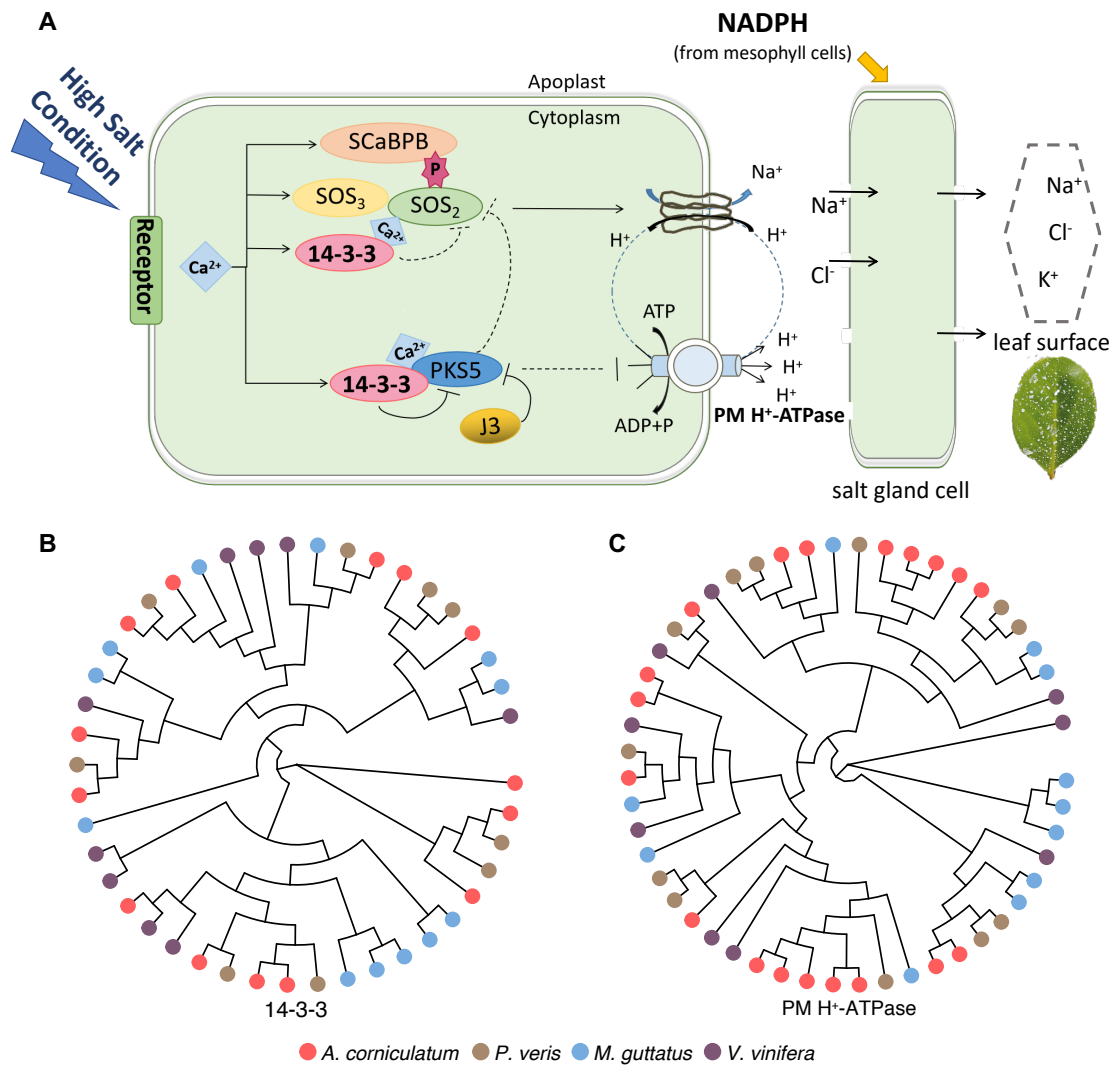 A
NADPH
(from mesophyll cells)
High Salt
Condition
Apoplast
Cytoplasm
SCaBPB
P
SOS3
SOS2
Ca2+
14-3-3
Receptor
Ca2+
Ca2+
14-3-3
PKS5
J3
Na+
H+
H+
ATP
ADP+P
H+
H+
H+
PM H+-ATPase
Na+
Cl-
salt gland cell
Na+
Cl-
K+
leaf surface
B
14-3-3
C
PM H+-ATPase
A. corniculatum P. veris M. guttatus V. vinifera